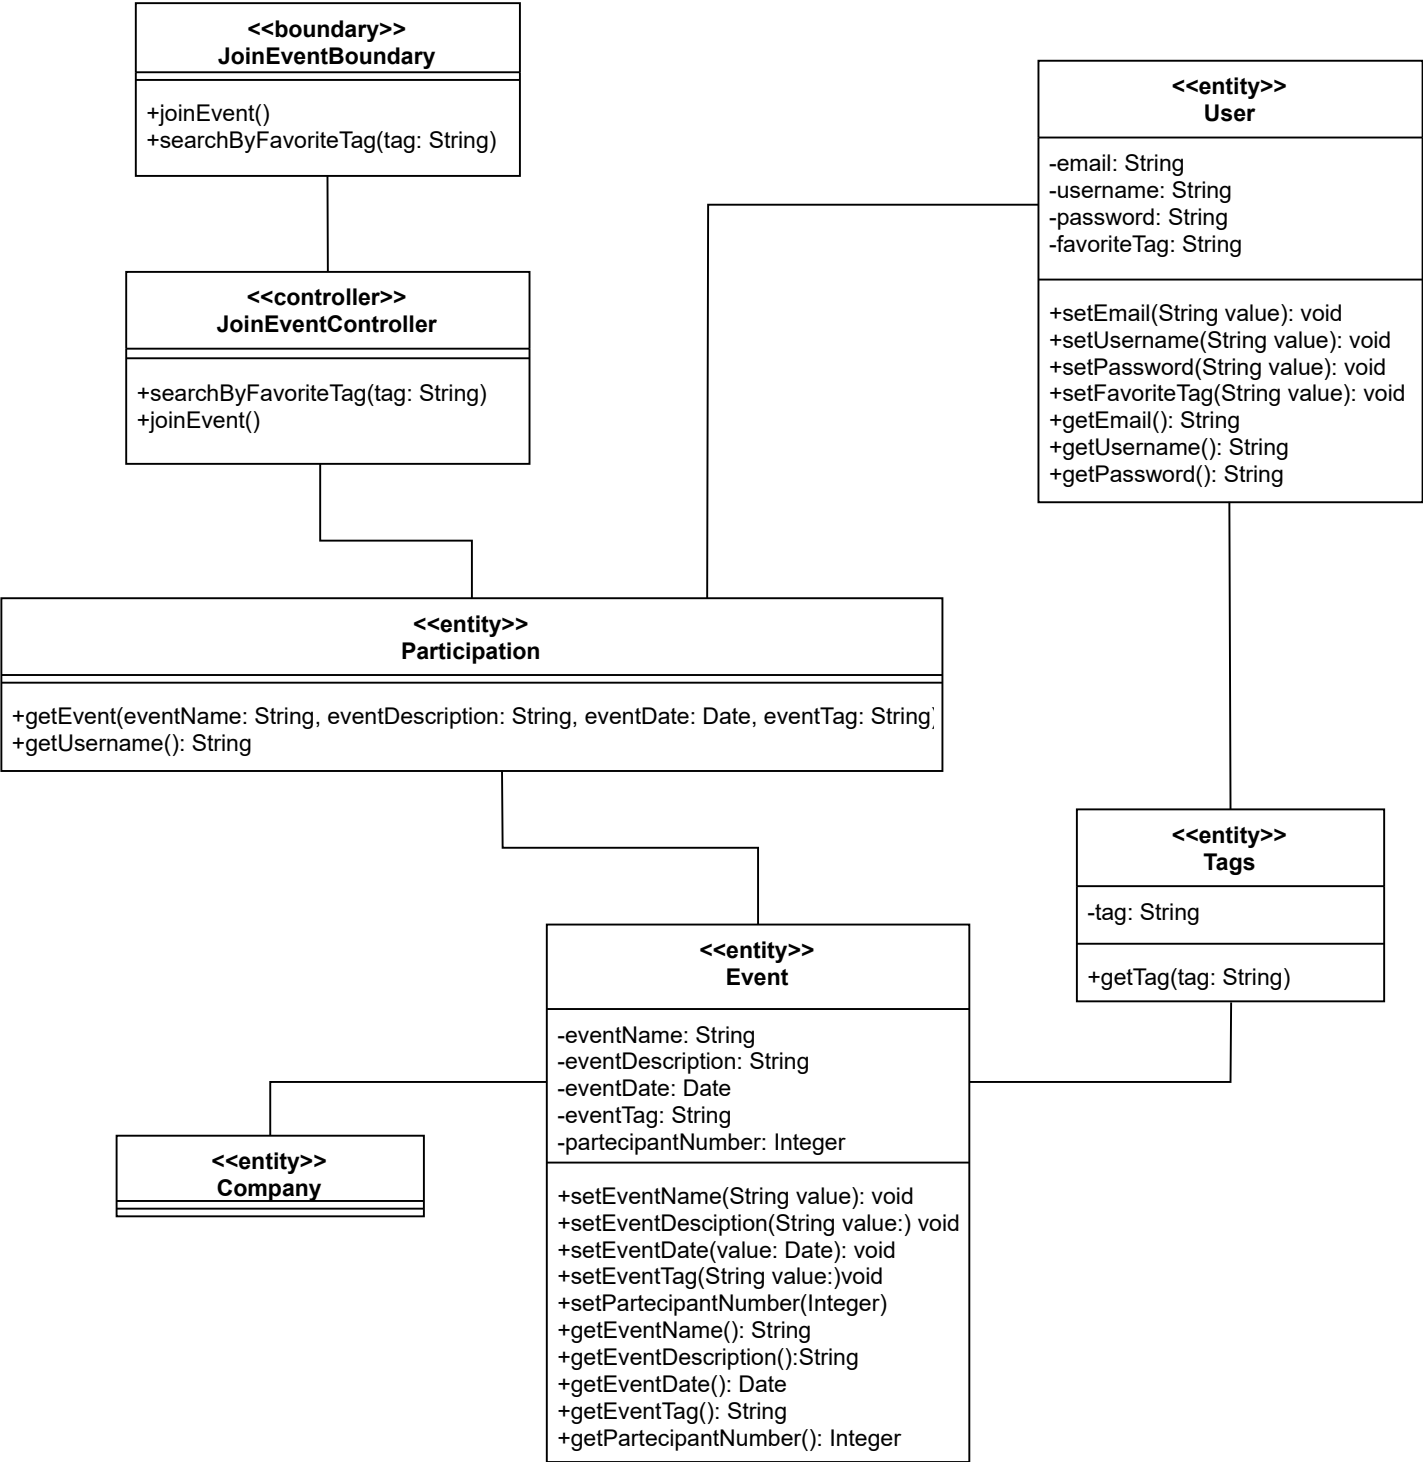 <<boundary>>
JoinEventBoundary
+joinEvent()
+searchByFavoriteTag(tag: String)
<<entity>>
User
-email: String
-username: String
-password: String
-favoriteTag: String
+setEmail(String value): void
+setUsername(String value): void
+setPassword(String value): void
+setFavoriteTag(String value): void
+getEmail(): String
+getUsername(): String
+getPassword(): String
<<controller>>
JoinEventController
+searchByFavoriteTag(tag: String)
+joinEvent()
<<entity>>
Participation
+getEvent(eventName: String, eventDescription: String, eventDate: Date, eventTag: String)
+getUsername(): String
<<entity>>
Tags
-tag: String
+getTag(tag: String)
<<entity>>
Event
-eventName: String
-eventDescription: String
-eventDate: Date
-eventTag: String
-partecipantNumber: Integer
+setEventName(String value): void
+setEventDesciption(String value:) void
+setEventDate(value: Date): void
+setEventTag(String value:)void
+setPartecipantNumber(Integer)
+getEventName(): String
+getEventDescription():String
+getEventDate(): Date
+getEventTag(): String
+getPartecipantNumber(): Integer
<<entity>>
Company